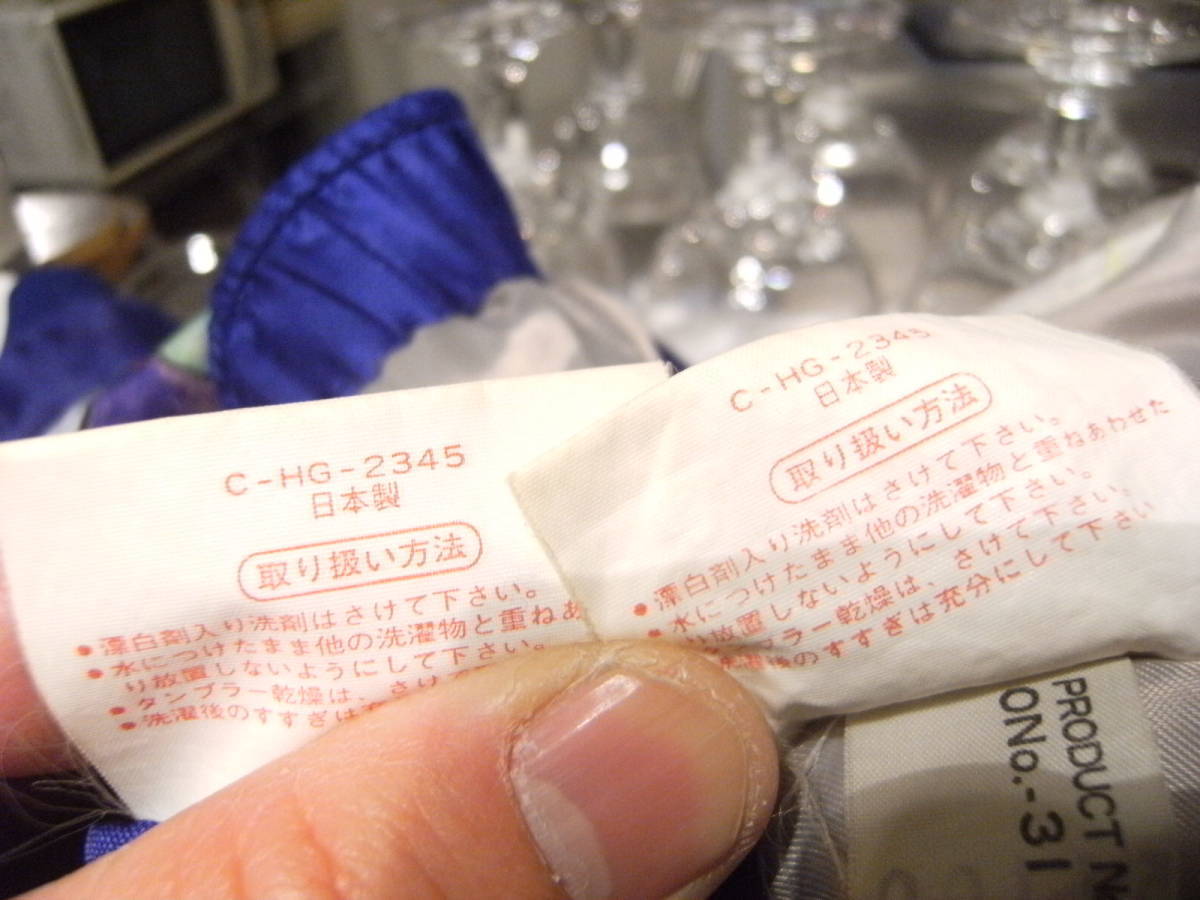 C-HG-2345
日本製
取り扱い方法
●漂白剤入り洗剤はさけて下さい。
●水につけたまま他の洗濯物と重ねあ
り放置しないようにして下さい。
●タンブラー乾燥は、さけ
●洗濯後のすすぎは
C-HG-2345
日本製
取り扱い方法
●漂白剤入り洗剤はさけて下さい。
●水につけたまま他の洗濯物と重ねあわせた
り放置しないようにして下さい。
ブラー乾燥は、さけて下さい。
後のすすぎは充分にして下さい
PRODUCT N
ONo.-31